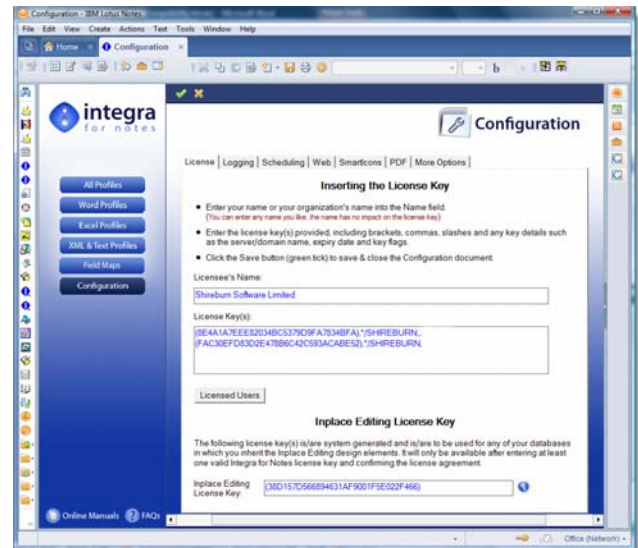 Configuration - IBM Lotus Notes
File Edit View Create Actions Text Tools Window Help
Home Configuration
b
integra
for notes
Configuration
License Logging Scheduling Web SmartIcons PDF More Options
All Profiles
Word Profiles
Excel Profiles
XML & Text Profiles
Field Maps
Configuration
Inserting the License Key
• Enter your name or your organization's name into the Name field.
(You can enter any name you like, the name has no impact on the license key)
• Enter the license key(s) provided, including brackets, commas, slashes and any key details such
as the server/domain name, expiry date and key flags.
• Click the Save button (green tick) to save & close the Configuration document.
Licensee's Name:
Shireburn Software Limited
License Key(s):
(8E4A1A7EEE82034BC5379D9FA7834BFA),*/SHIREBURN,,
(FAC30EFD83D2E478B6C42C593ACABE52),*/SHIREBURN,
Licensed Users
Inplace Editing License Key
The following license key(s) is/are system generated and is/are to be used for any of your databases
in which you inherit the Inplace Editing design elements. It will only be available after entering at least
one valid Integra for Notes license key and confirming the license agreement.
Inplace Editing
License Key:
(38D157D566894631AF9001F5E022F466)
Online Manuals FAQs
Office (Network)